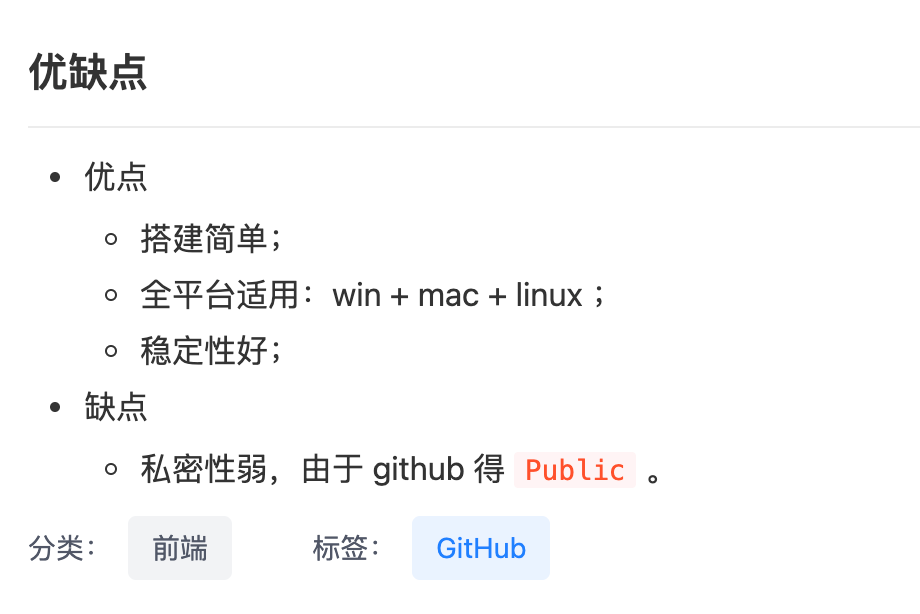 优缺点
优点
搭建简单；
全平台适用：win + mac + linux ；
稳定性好；
缺点
私密性弱，由于 github 得 Public 。
分类： 前端 标签： GitHub